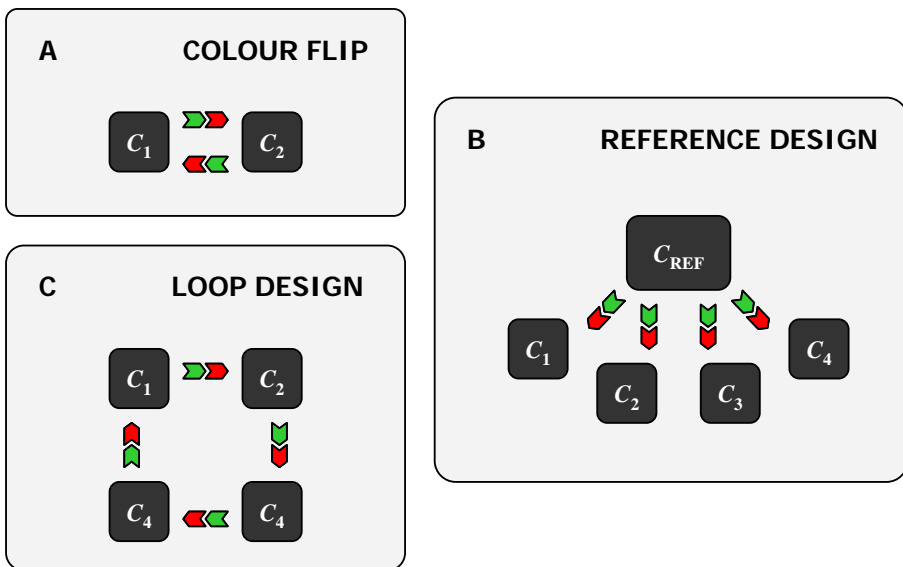 A COLOUR FLIP
C1 C2
B REFERENCE DESIGN
CREF
C1 C4
C2 C3
C LOOP DESIGN
C1 C2
C4 C4